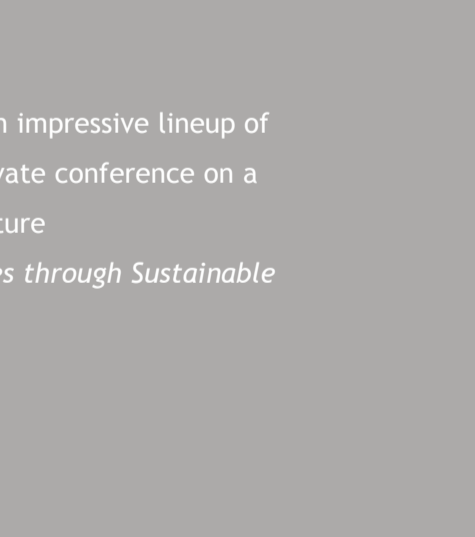 n impressive lineup of
vate conference on a
ture
es through Sustainable